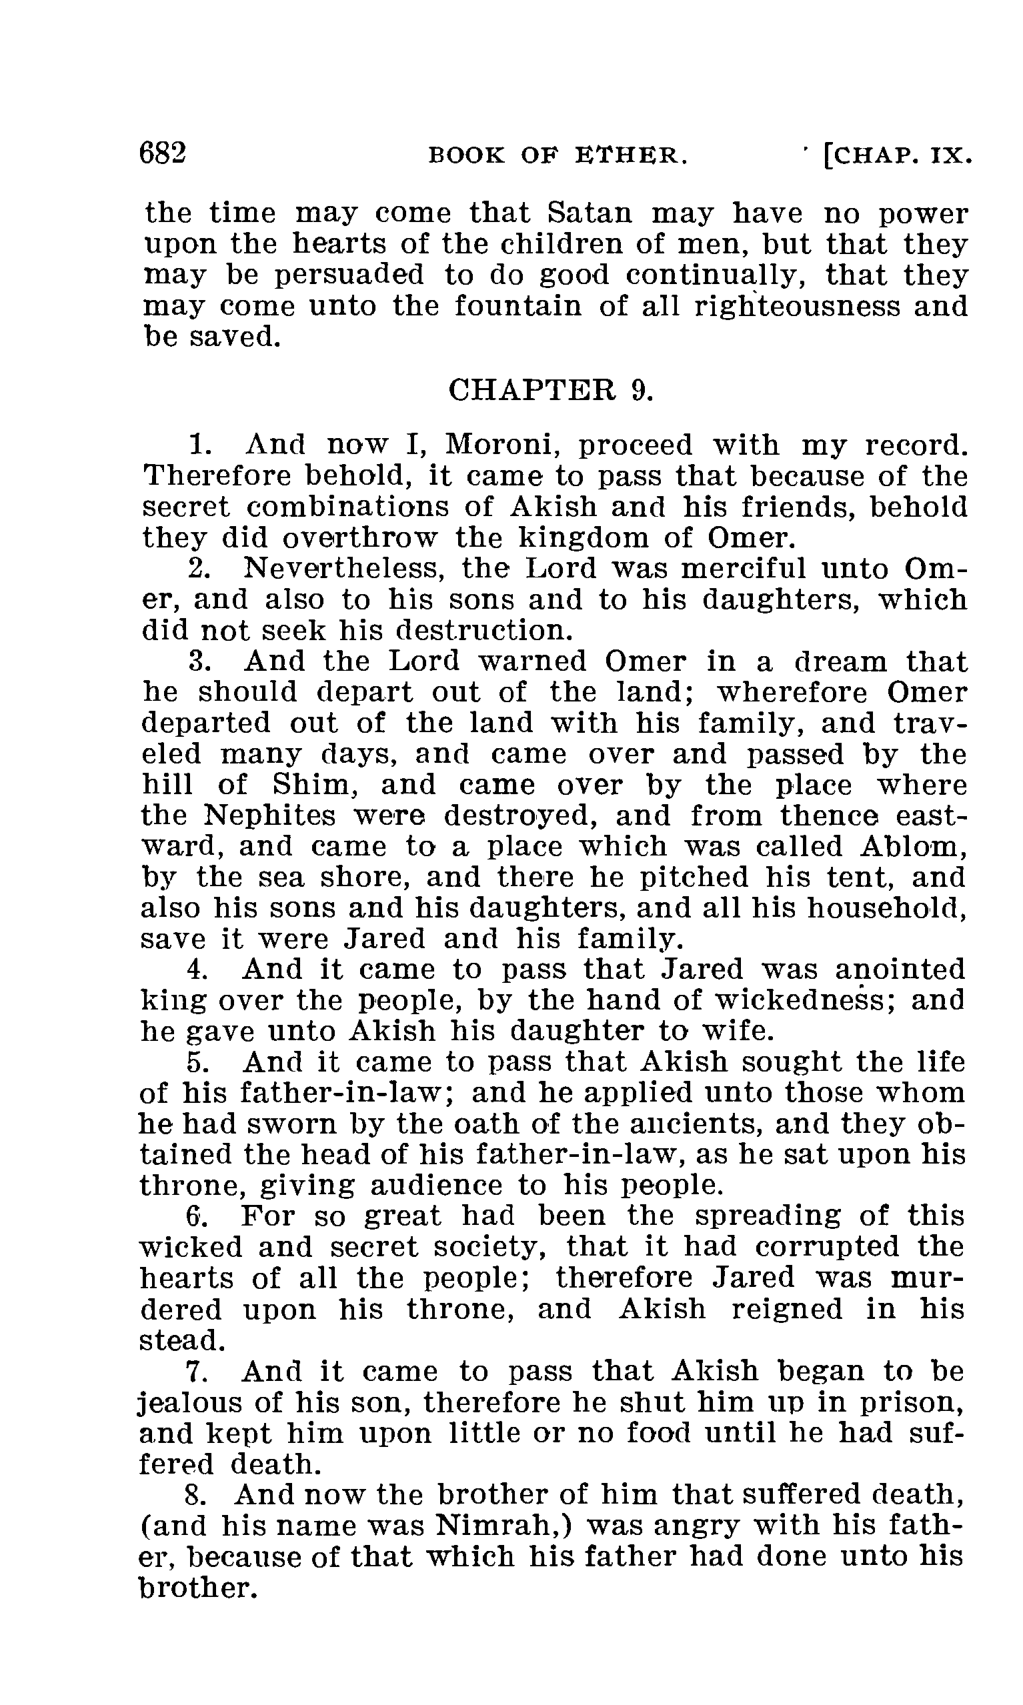 682 BOOK OF ETHER. [CHAP. IX.
the time may come that Satan may have no power
upon the hearts of the children of men, but that they
may be persuaded to do good continually, that they
may come unto the fountain of all righteousness and
be saved.
CHAPTER 9.
1. And now I, Moroni, proceed with my record.
Therefore behold, it came to pass that because of the
secret combinations of Akish and his friends, behold
they did overthrow the kingdom of Omer.
2. Nevertheless, the Lord was merciful unto Om-
er, and also to his sons and to his daughters, which
did not seek his destruction.
3. And the Lord warned Omer in a dream that
he should depart out of the land; wherefore Omer
departed out of the land with his family, and trav-
eled many days, and came over and passed by the
hill of Shim, and came over by the place where
the Nephites were destroyed, and from thence east-
ward, and came to a place which was called Ablom,
by the sea shore, and there he pitched his tent, and
also his sons and his daughters, and all his household,
save it were Jared and his family.
4. And it came to pass that Jared was anointed
king over the people, by the hand of wickedness; and
he gave unto Akish his daughter to wife.
5. And it came to pass that Akish sought the life
of his father-in-law; and he applied unto those whom
he had sworn by the oath of the ancients, and they ob-
tained the head of his father-in-law, as he sat upon his
throne, giving audience to his people.
6. For so great had been the spreading of this
wicked and secret society, that it had corrupted the
hearts of all the people; therefore Jared was mur-
dered upon his throne, and Akish reigned in his
stead.
7. And it came to pass that Akish began to be
jealous of his son, therefore he shut him up in prison,
and kept him upon little or no food until he had suf-
fered death.
8. And now the brother of him that suffered death,
(and his name was Nimrah,) was angry with his fath-
er, because of that which his father had done unto his
brother.